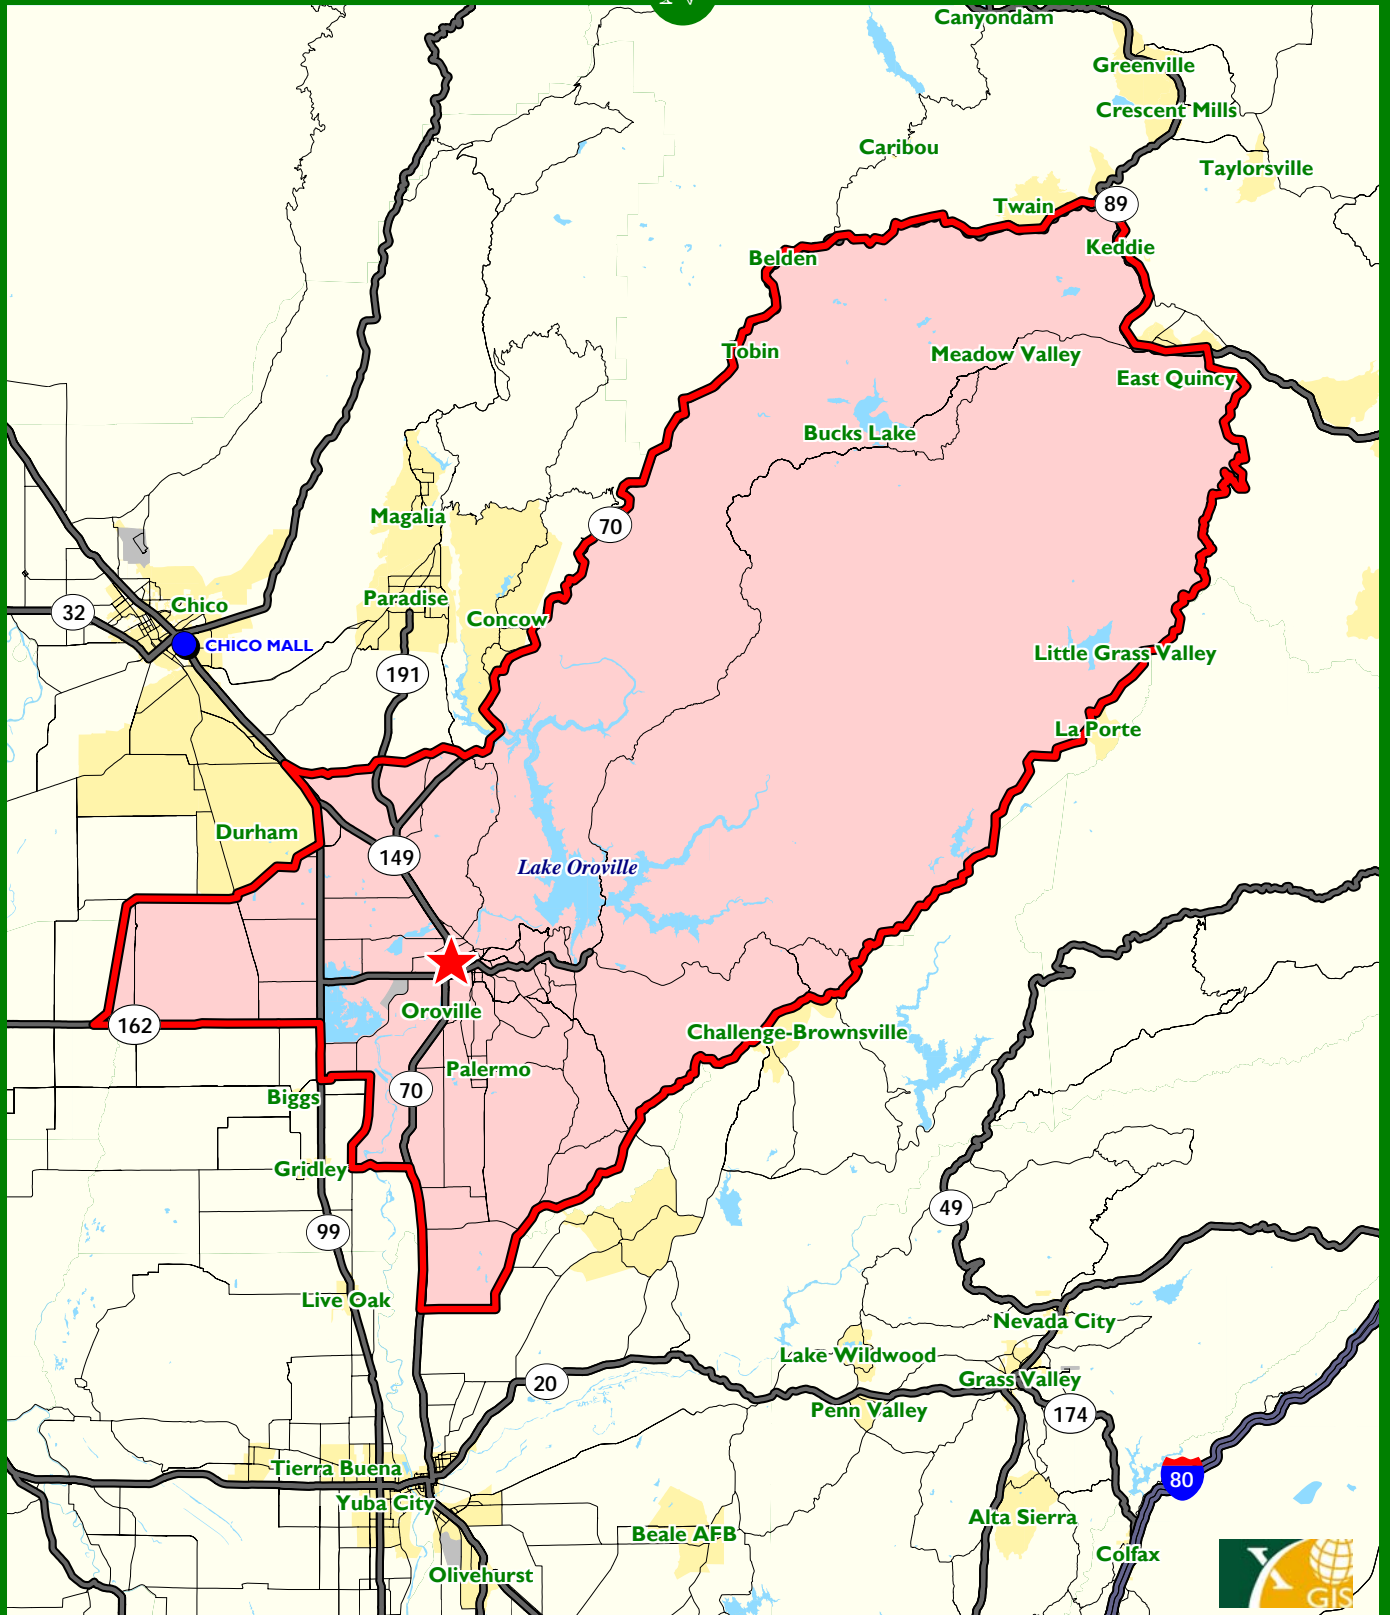 Canyondam
Greenville
Crescent Mills
Caribou
Taylorsville
Twain
89
Keddie
Belden
Tobin
Meadow Valley
East Quincy
Bucks Lake
Magalia
70
Paradise
Chico
32
Concow
CHICO MALL
Little Grass Valley
191
La Porte
Durham
149
Lake Oroville
Oroville
162
Challenge-Brownsville
Palermo
70
Biggs
Gridley
49
99
Live Oak
Nevada City
Lake Wildwood
Grass Valley
20
Penn Valley
174
Tierra Buena
80
Yuba City
Alta Sierra
Beale AFB
Colfax
Olivehurst
X
GIS